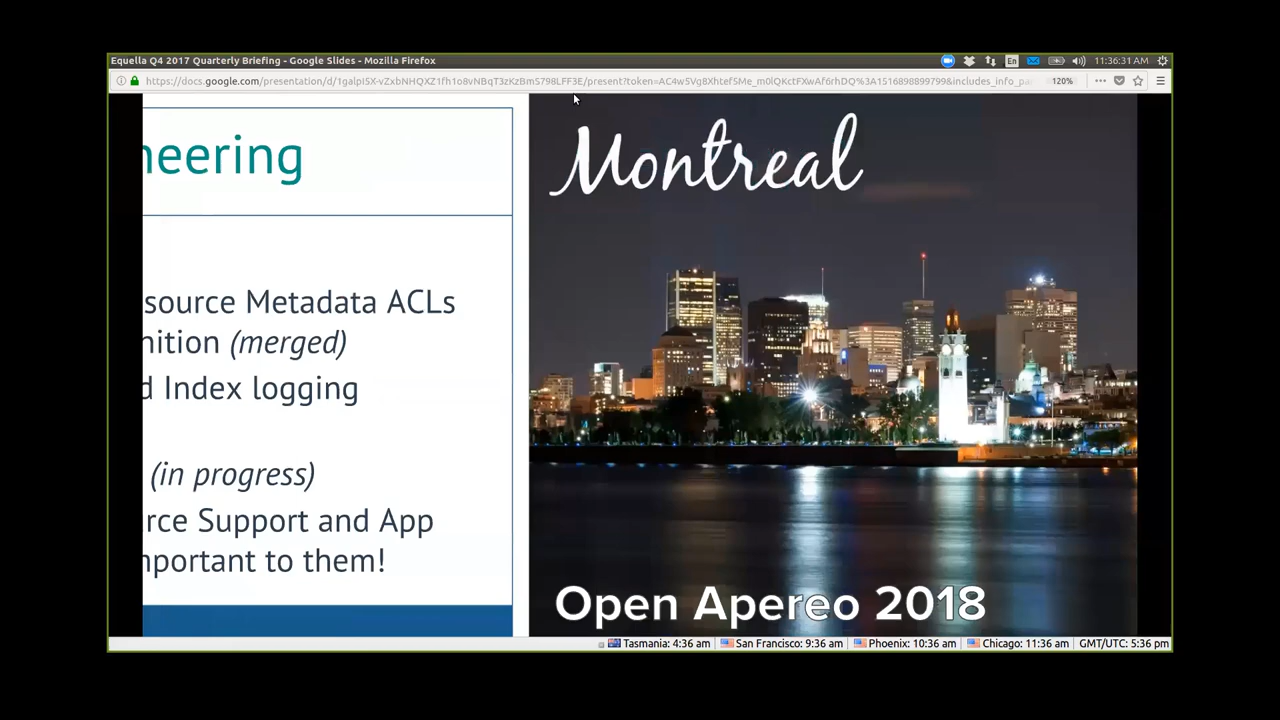 Equella Q4 2017 Quarterly Briefing - Google Slides - Mozilla Firefox
En
11:36:31 AM
120%
neering
source Metadata ACLs
nition (merged)
d Index logging
(in progress)
rce Support and App
mportant to them!
Montreal
Open Apereo 2018
Tasmania: 4:36 am
San Francisco: 9:36 am
Phoenix: 10:36 am
Chicago: 11:36 am
GMT/UTC: 5:36 pm